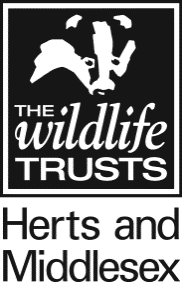 THE
wildlife
TRUSTS
Herts and
Middlesex